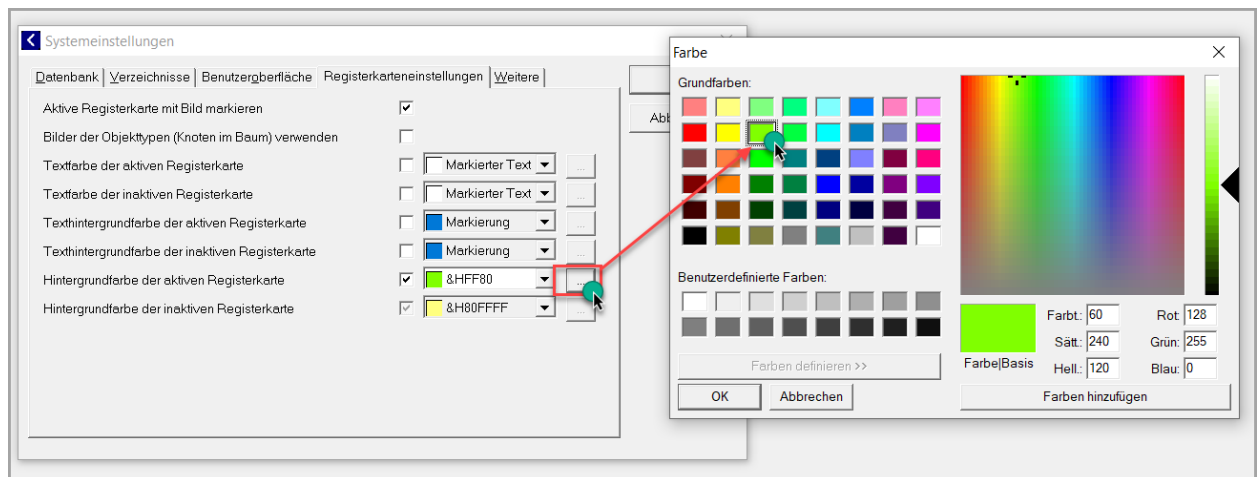 Systemeinstellungen
Datenbank Verzeichnisse Benutzeroberfläche Registerkarteneinstellungen Weitere
Aktive Registerkarte mit Bild markieren
Bilder der Objekttypen (Knoten im Baum) verwenden
Textfarbe der aktiven Registerkarte Markierter Text ...
Textfarbe der inaktiven Registerkarte Markierter Text ...
Texthintergrundfarbe der aktiven Registerkarte Markierung ...
Texthintergrundfarbe der inaktiven Registerkarte Markierung ...
Hintergrundfarbe der aktiven Registerkarte &HFF80 ...
Hintergrundfarbe der inaktiven Registerkarte &H80FFFF ...
Farbe
Grundfarben:
Benutzerdefinierte Farben:
Farben definieren >>
OK Abbrechen
Farbe|Basis
Farbt.: 60 Rot: 128
Sätt.: 240 Grün: 255
Hell.: 120 Blau: 0
Farben hinzufügen